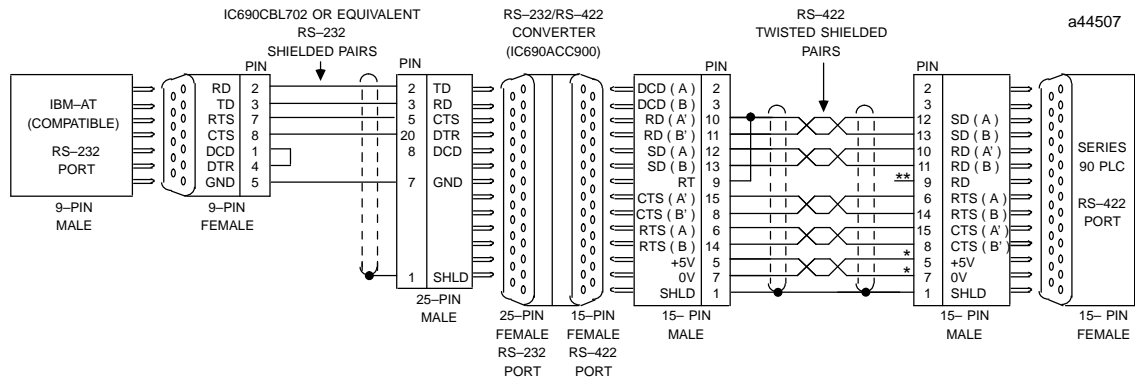 IC690CBL702 OR EQUIVALENT
RS–232
SHIELDED PAIRS
RS–232/RS–422
CONVERTER
(IC690ACC900)
RS–422
TWISTED SHIELDED
PAIRS
a44507
IBM–AT
(COMPATIBLE)
RS–232
PORT
9–PIN
MALE
PIN
RD 2
TD 3
RTS 7
CTS 8
DCD 1
DTR 4
GND 5
9–PIN
FEMALE
PIN
2 TD
3 RD
5 CTS
20 DTR
8 DCD
7 GND
1 SHLD
25–PIN
MALE
25–PIN
FEMALE
RS–232
PORT
15–PIN
FEMALE
RS–422
PORT
PIN
DCD ( A ) 2
DCD ( B ) 3
RD ( A' ) 10
RD ( B' ) 11
SD ( A ) 12
SD ( B ) 13
RT 9
CTS ( A' ) 15
CTS ( B' ) 8
RTS ( A ) 6
RTS ( B ) 14
+5V 5
0V 7
SHLD 1
15– PIN
MALE
PIN
2
3
12 SD ( A )
13 SD ( B )
10 RD ( A' )
11 RD ( B' )
** 9 RD
6 RTS ( A )
14 RTS ( B )
15 CTS ( A' )
8 CTS ( B' )
* 5 +5V
* 7 0V
1 SHLD
15– PIN
MALE
SERIES
90 PLC
RS–422
PORT
15– PIN
FEMALE